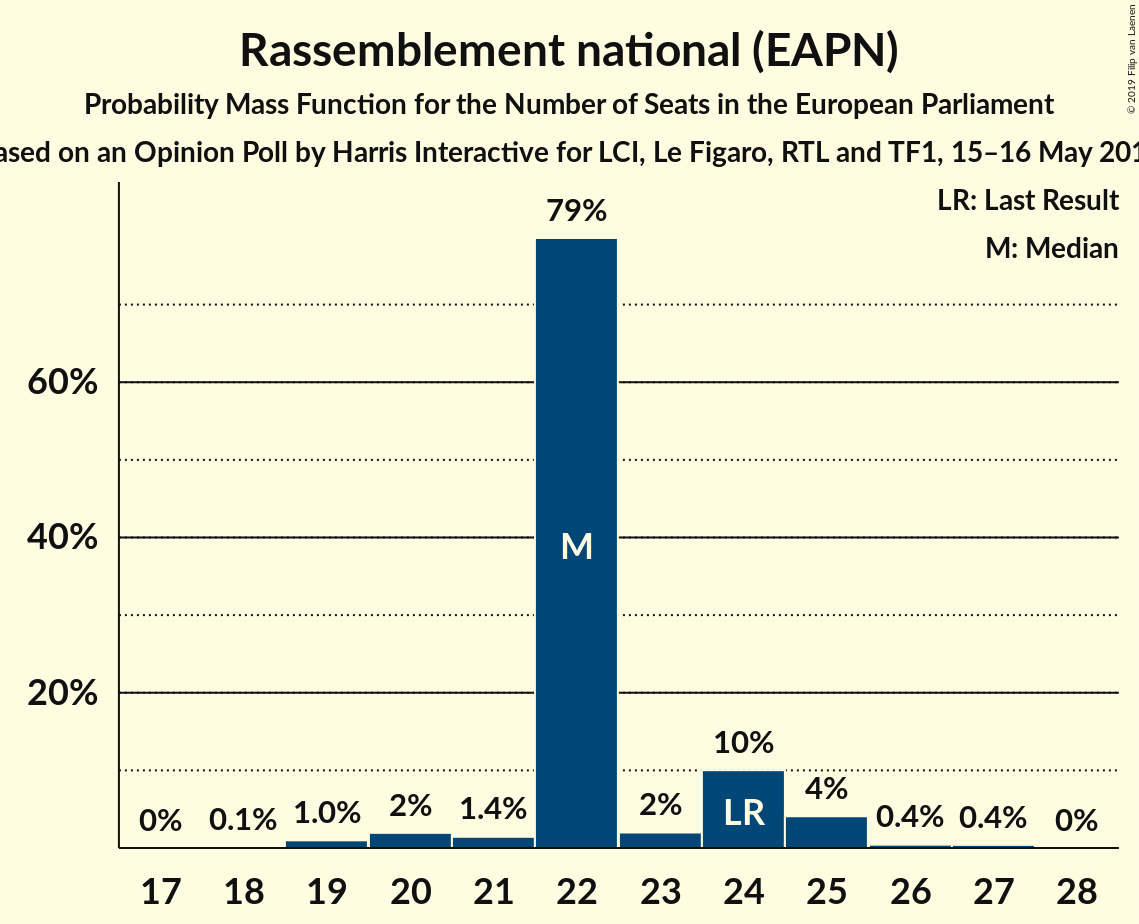 Rassemblement national (EAPN)
Probability Mass Function for the Number of Seats in the European Parliament
ased on an Opinion Poll by Harris Interactive for LCI, Le Figaro, RTL and TF1, 15–16 May 201
© 2019 Filip van Laenen
LR: Last Result
M: Median
79%
60%
40%
20%
M
LR
0%
0.1%
1.0%
2%
1.4%
2%
10%
4%
0.4%
0.4%
0%
17 18 19 20 21 22 23 24 25 26 27 28